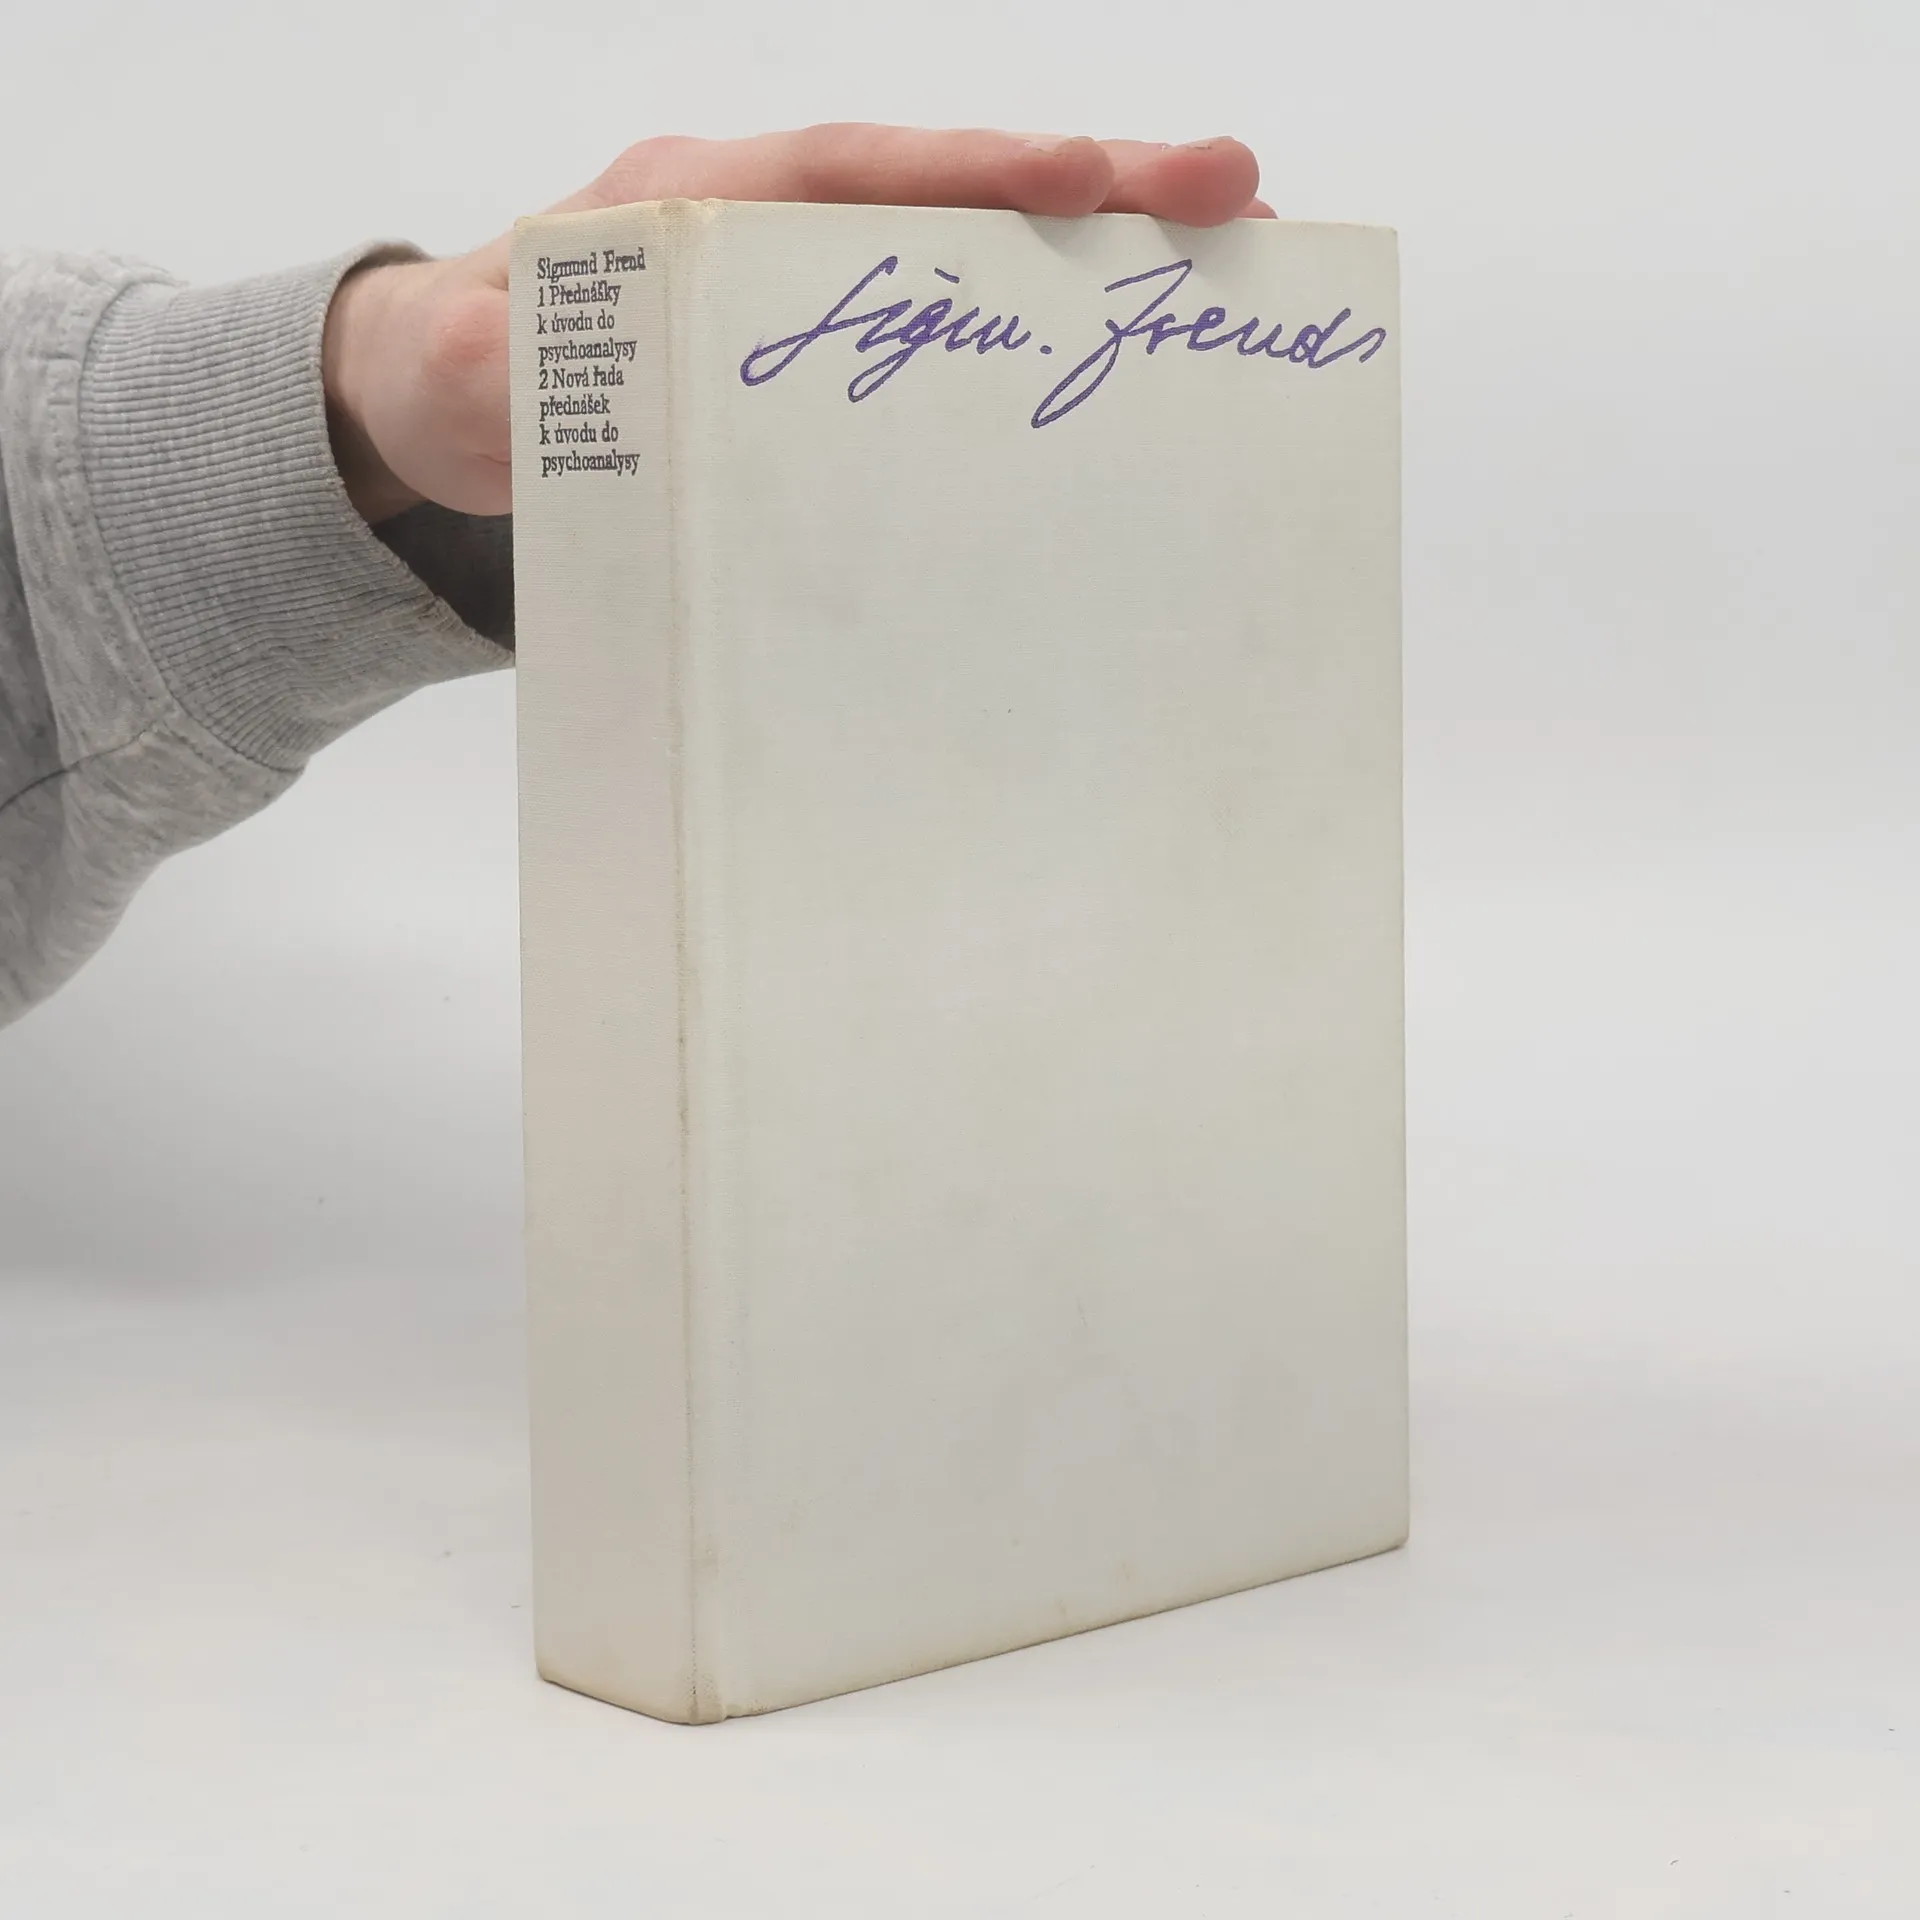 Sigmund Freud
1 Přednášky
k úvodu do
psychoanalysy
2 Nová řada
přednášek
k úvodu do
psychoanalysy
Sigm. Freud